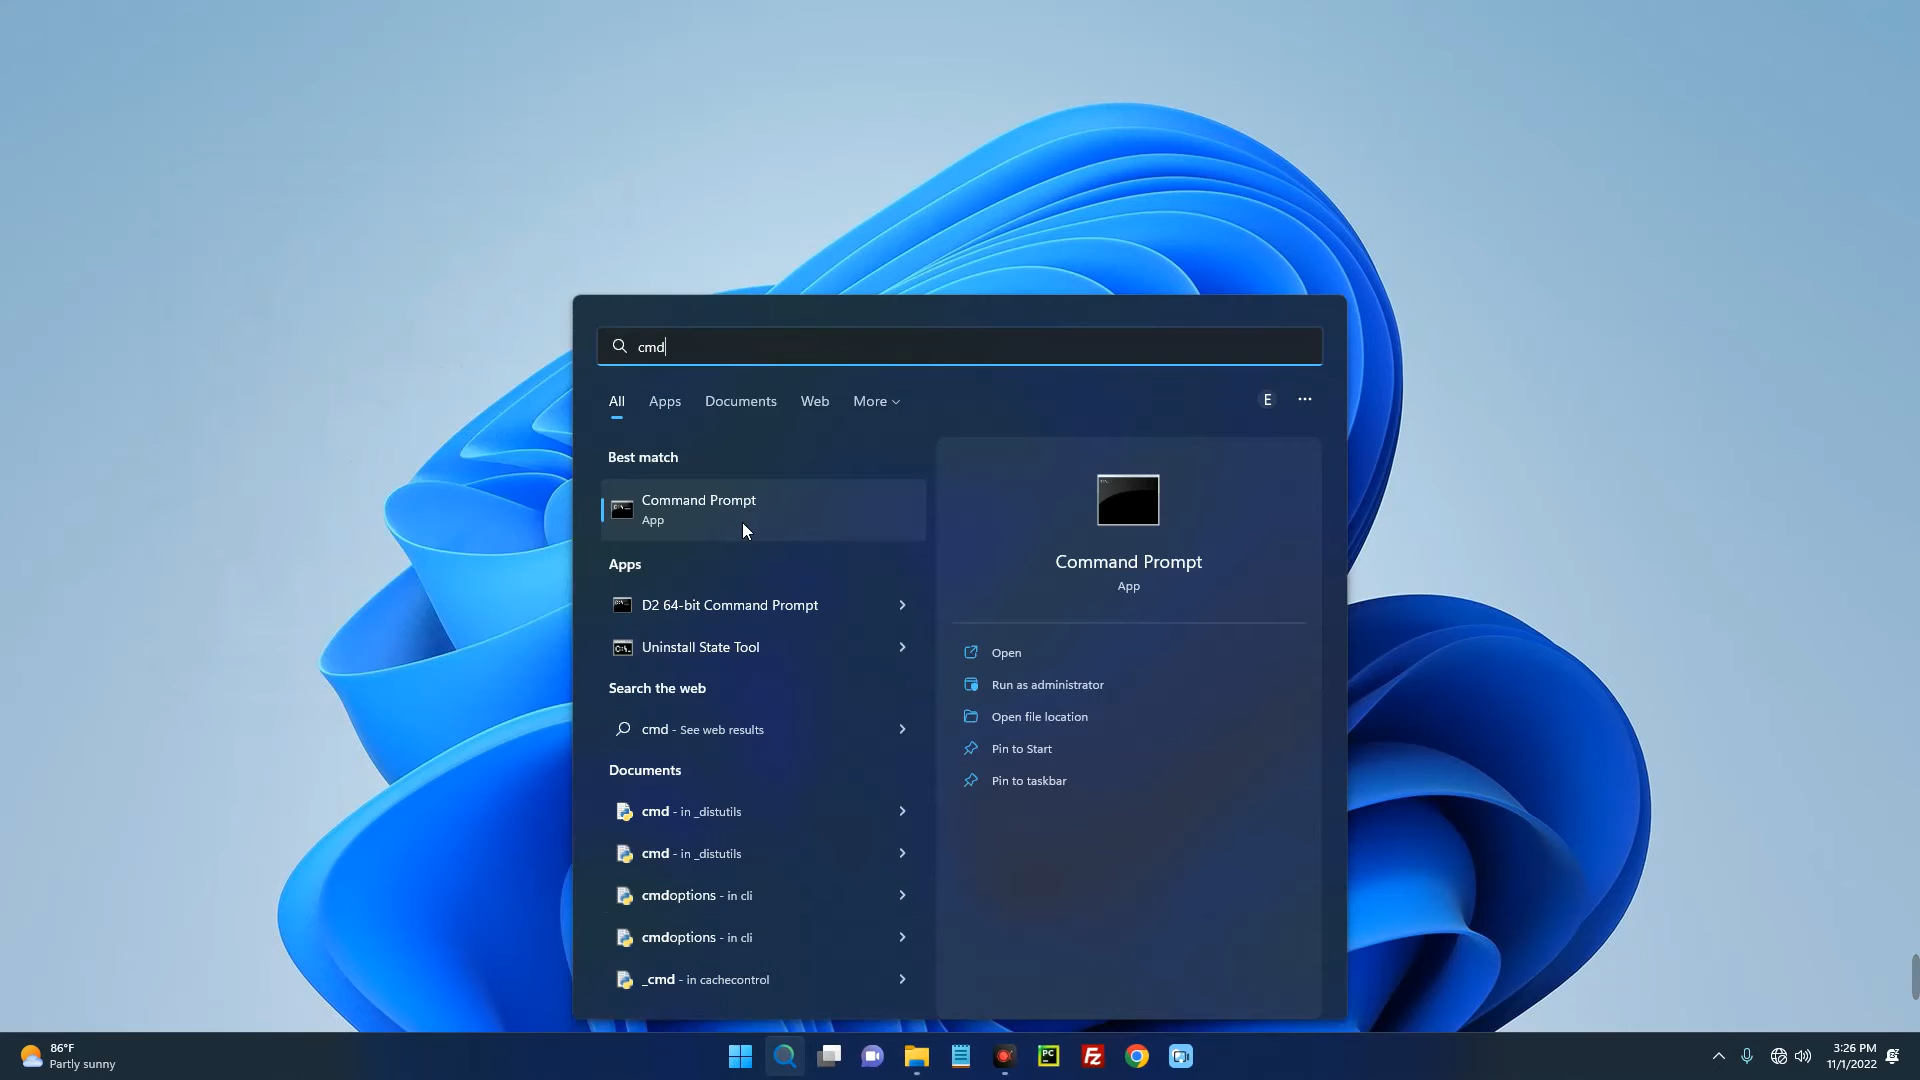 cmd
All Apps Documents Web More
E
Best match
Command Prompt
App
Apps
D2 64-bit Command Prompt
Uninstall State Tool
Search the web
cmd - See web results
Documents
cmd - in _distutils
cmd - in _distutils
cmdoptions - in cli
cmdoptions - in cli
_cmd - in cachecontrol
Command Prompt
App
Open
Run as administrator
Open file location
Pin to Start
Pin to taskbar
86°F
Partly sunny
PC
FZ
3:26 PM
11/1/2022